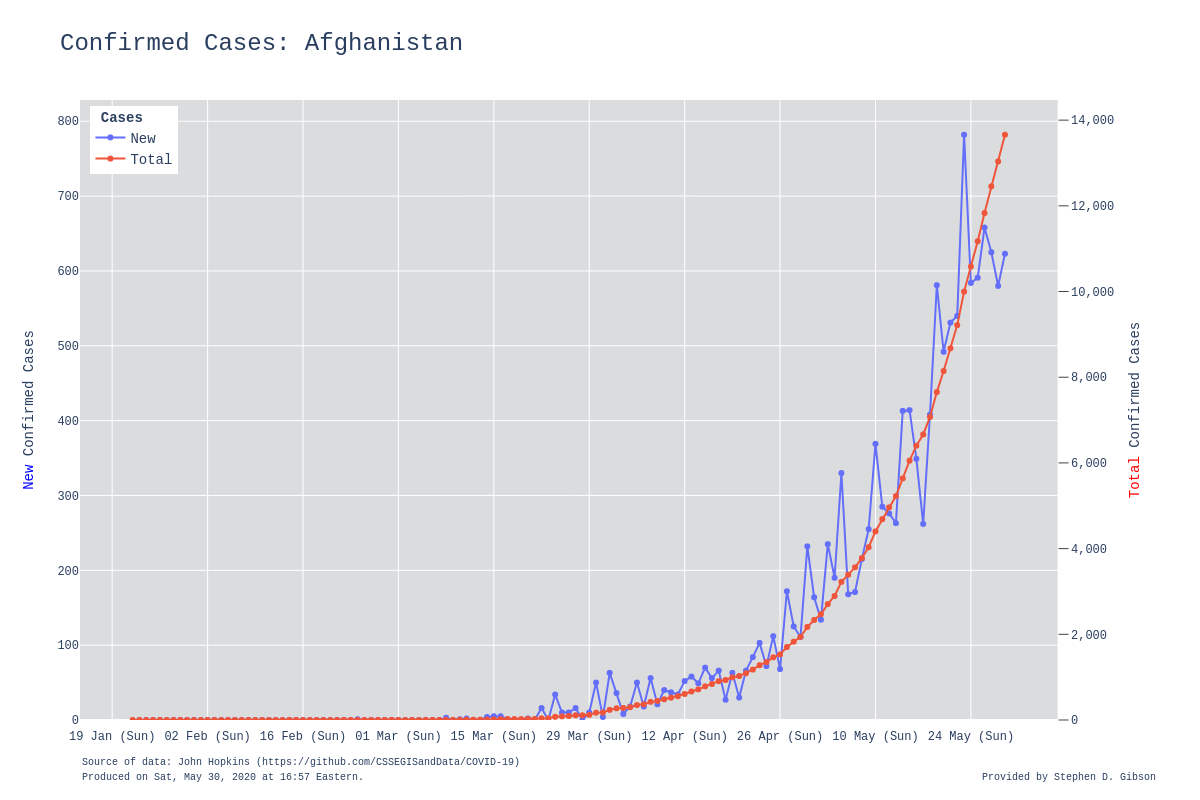 Confirmed Cases: Afghanistan
Cases
New
Total
800
700
600
500
400
300
200
100
0
14,000
12,000
10,000
8,000
6,000
4,000
2,000
0
New Confirmed Cases
Total Confirmed Cases
19 Jan (Sun) 02 Feb (Sun) 16 Feb (Sun) 01 Mar (Sun) 15 Mar (Sun) 29 Mar (Sun) 12 Apr (Sun) 26 Apr (Sun) 10 May (Sun) 24 May (Sun)
Source of data: John Hopkins (https://github.com/CSSEGISandData/COVID-19)
Produced on Sat, May 30, 2020 at 16:57 Eastern.
Provided by Stephen D. Gibson